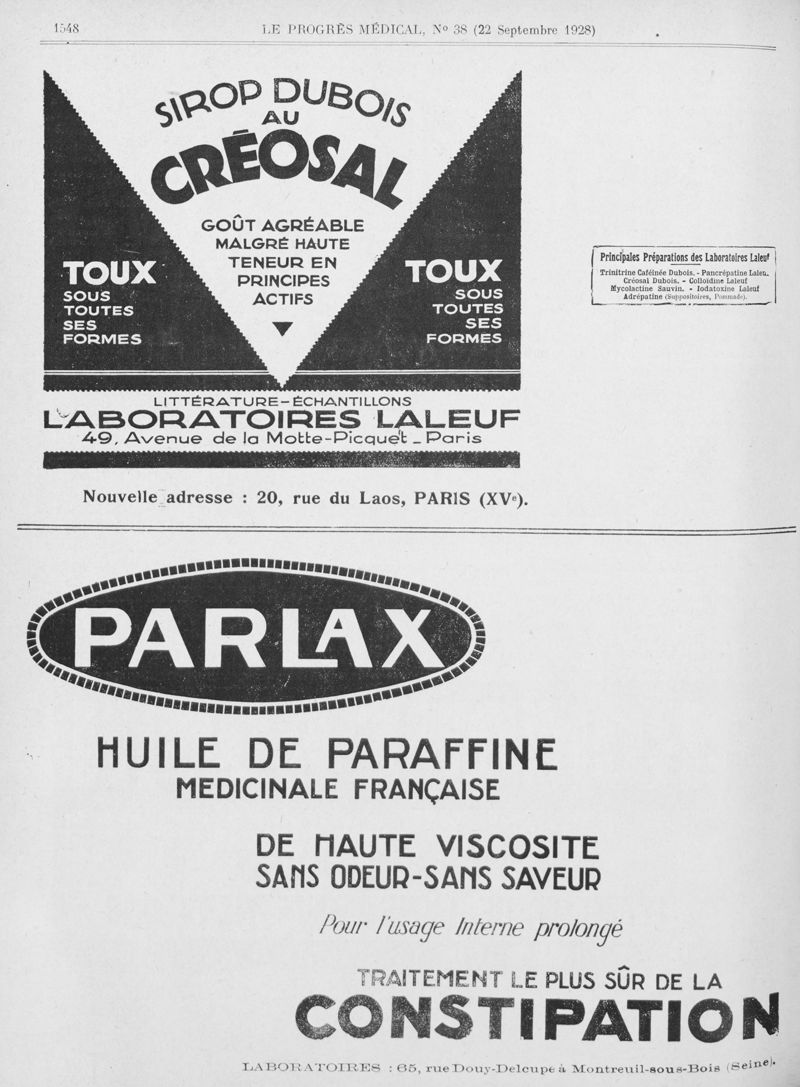 1548
LE PROGRÈS MÉDICAL, No 38 (22 Septembre 1928)
SIROP DUBOIS
AU
CRÉOSAL
GOÛT AGRÉABLE
MALGRÉ HAUTE
TENEUR EN
PRINCIPES
ACTIFS
TOUX
SOUS
TOUTES
SES
FORMES
TOUX
SOUS
TOUTES
SES
FORMES
LITTÉRATURE-ÉCHANTILLONS
LABORATOIRES LALEUF
49, Avenue de la Motte-Picquet _ Paris
Nouvelle adresse : 20, rue du Laos, PARIS (XVe).
Principales Préparations des Laboratoires Laleuf
Trinitrine Caféinée Dubois. - Pancrépatine Laleu.
Créosal Dubois. - Colloïdine Laleuf
Mycolactine Sauvin. - Iodatoxine Laleuf
Adrépatine (Suppositoires, Pommade).
PARLAX
HUILE DE PARAFFINE
MEDICINALE FRANÇAISE
DE HAUTE VISCOSITE
SANS ODEUR-SANS SAVEUR
Pour l'usage Interne prolongé
TRAITEMENT LE PLUS SÛR DE LA
CONSTIPATION
LABORATOIRES : 65, rue Douy-Delcupe à Montreuil-sous-Bois (Seine).